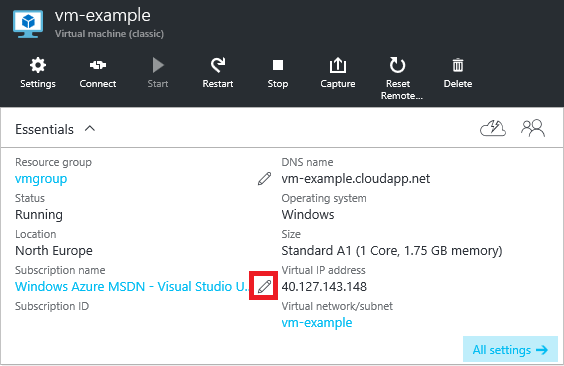 vm-example
Virtual machine (classic)
Settings
Connect
Start
Restart
Stop
Capture
Reset
Remote...
Delete
Essentials
Resource group
vmgroup
Status
Running
Location
North Europe
Subscription name
Windows Azure MSDN - Visual Studio U...
Subscription ID
DNS name
vm-example.cloudapp.net
Operating system
Windows
Size
Standard A1 (1 Core, 1.75 GB memory)
Virtual IP address
40.127.143.148
Virtual network/subnet
vm-example
All settings